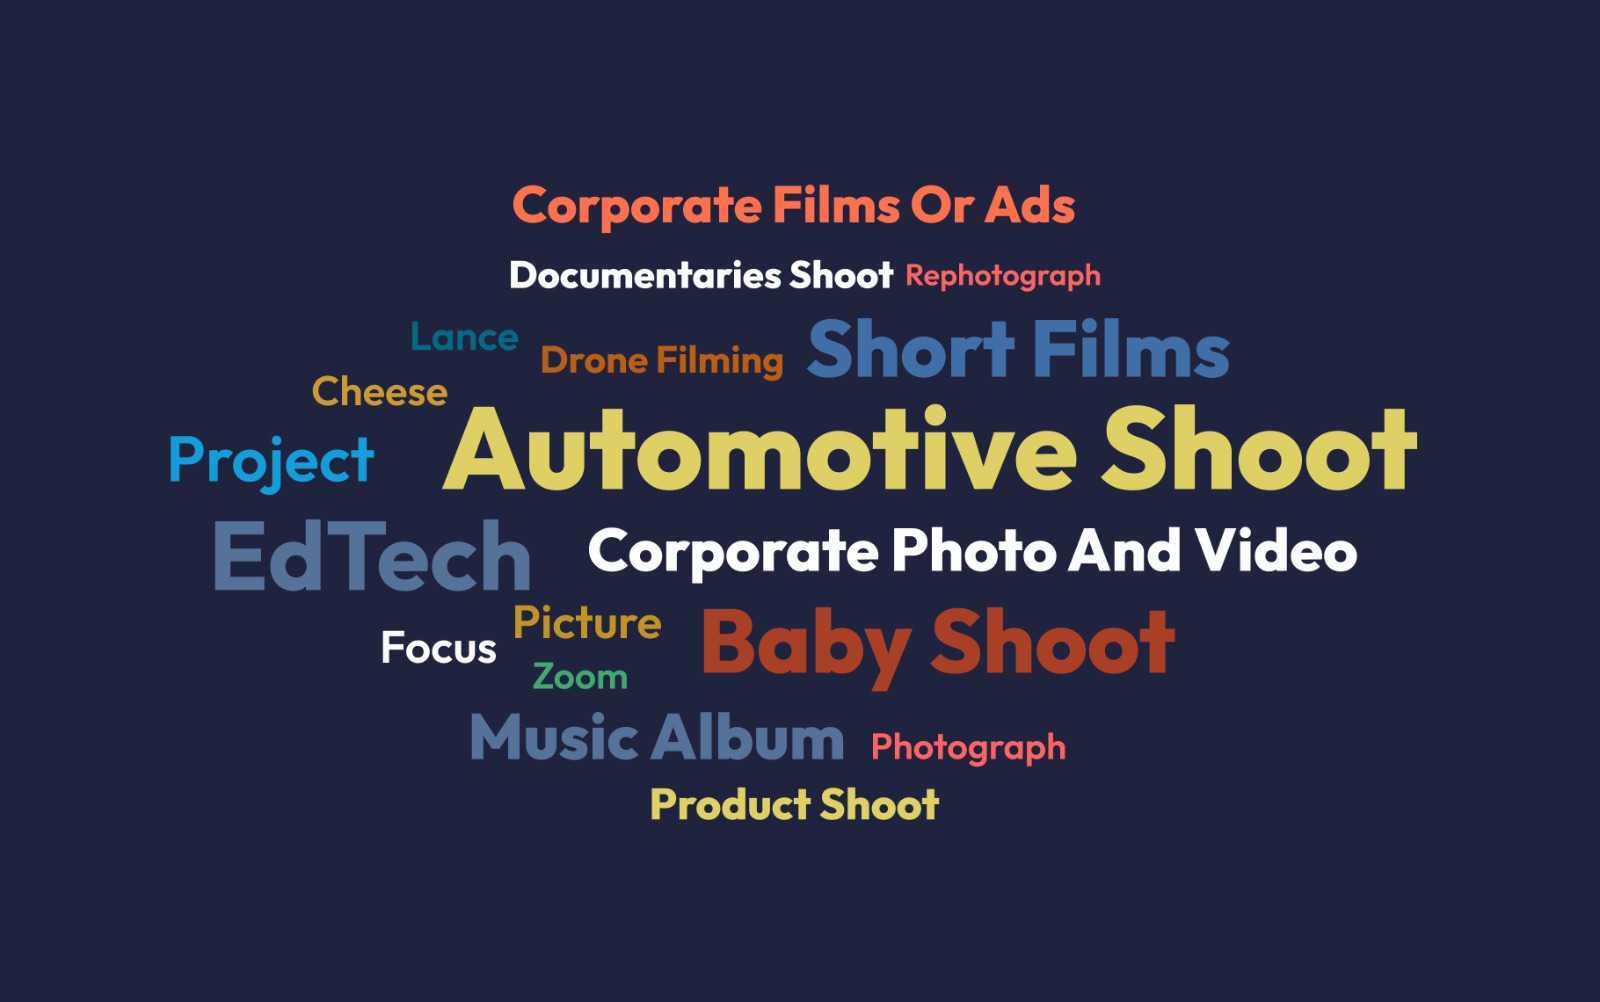 Corporate Films Or Ads
Documentaries Shoot Rephotograph
Lance
Drone Filming
Short Films
Cheese
Project
Automotive Shoot
EdTech
Corporate Photo And Video
Picture
Focus
Baby Shoot
Zoom
Music Album
Photograph
Product Shoot